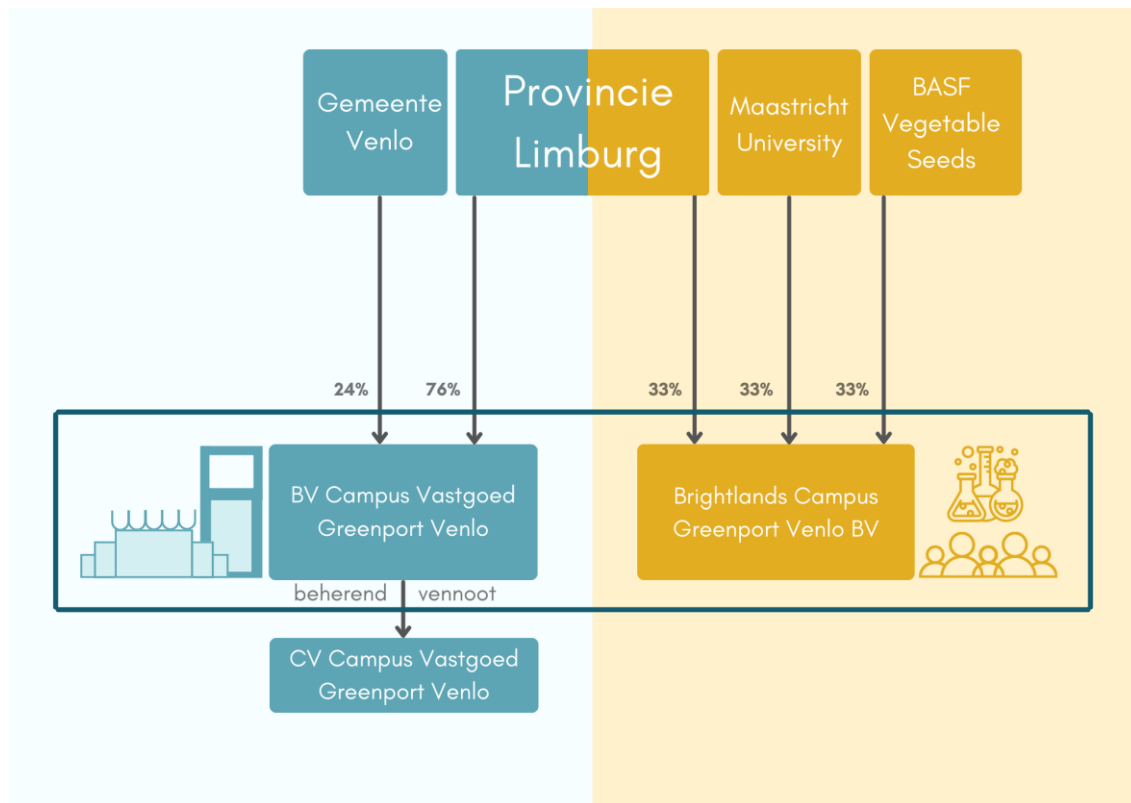 Gemeente
Venlo
Provincie
Limburg
Maastricht
University
BASF
Vegetable
Seeds
24%
76%
33%
33%
33%
BV Campus Vastgoed
Greenport Venlo
Brightlands Campus
Greenport Venlo BV
beherend vennoot
CV Campus Vastgoed
Greenport Venlo